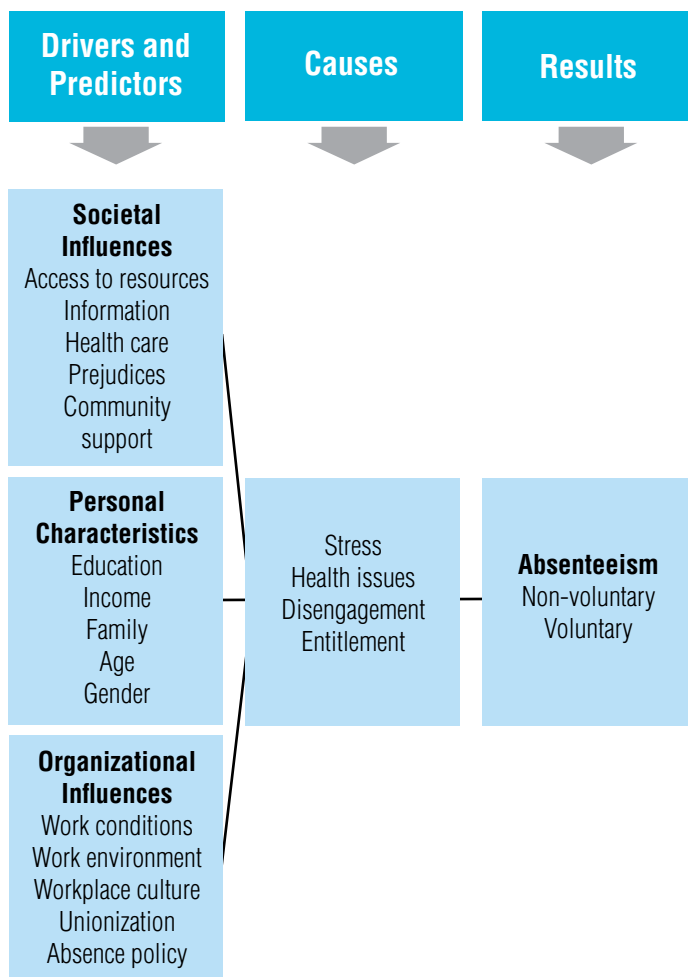 Drivers and
Predictors
Causes
Results
Societal
Influences
Access to resources
Information
Health care
Prejudices
Community
support
Personal
Characteristics
Education
Income
Family
Age
Gender
Organizational
Influences
Work conditions
Work environment
Workplace culture
Unionization
Absence policy
Stress
Health issues
Disengagement
Entitlement
Absenteeism
Non-voluntary
Voluntary